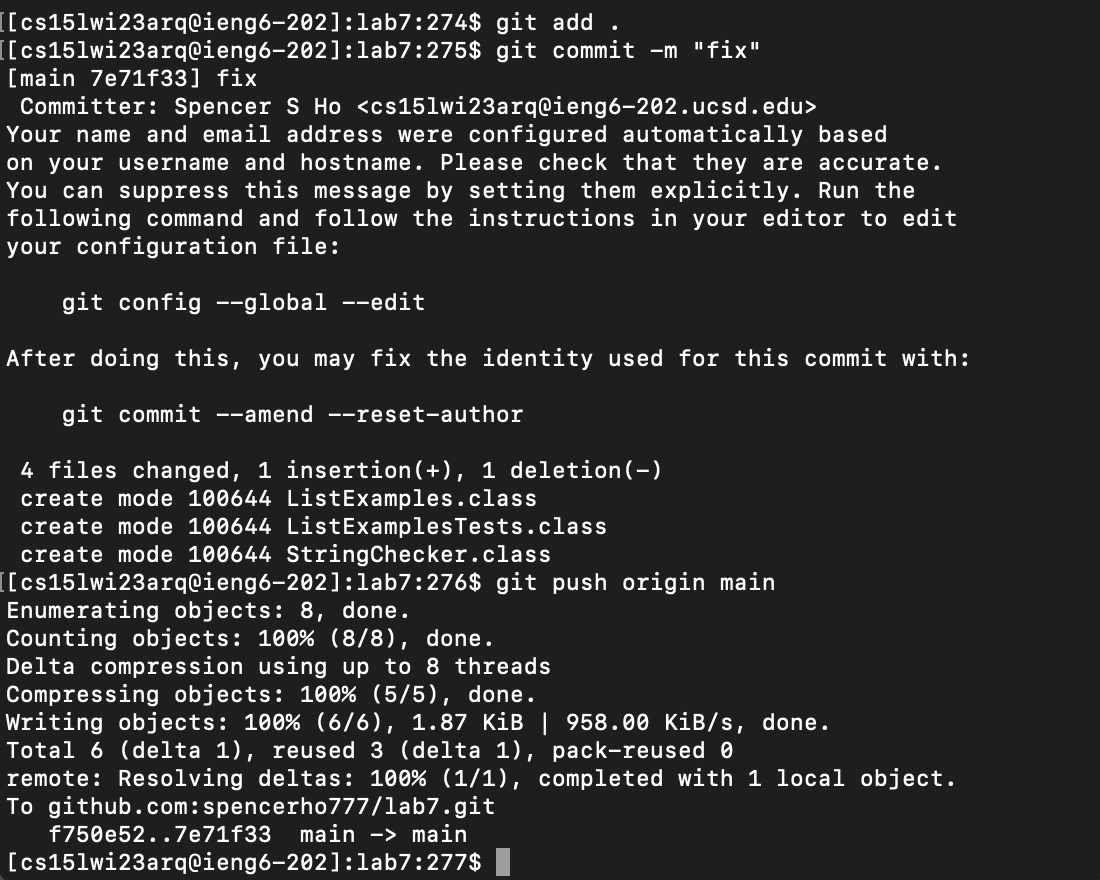 [[cs15lwi23arq@ieng6-202]:lab7:274$ git add .
[[cs15lwi23arq@ieng6-202]:lab7:275$ git commit -m "fix"
[main 7e71f33] fix
 Committer: Spencer S Ho <cs15lwi23arq@ieng6-202.ucsd.edu>
Your name and email address were configured automatically based
on your username and hostname. Please check that they are accurate.
You can suppress this message by setting them explicitly. Run the
following command and follow the instructions in your editor to edit
your configuration file:

    git config --global --edit

After doing this, you may fix the identity used for this commit with:

    git commit --amend --reset-author

 4 files changed, 1 insertion(+), 1 deletion(-)
 create mode 100644 ListExamples.class
 create mode 100644 ListExamplesTests.class
 create mode 100644 StringChecker.class
[[cs15lwi23arq@ieng6-202]:lab7:276$ git push origin main
Enumerating objects: 8, done.
Counting objects: 100% (8/8), done.
Delta compression using up to 8 threads
Compressing objects: 100% (5/5), done.
Writing objects: 100% (6/6), 1.87 KiB | 958.00 KiB/s, done.
Total 6 (delta 1), reused 3 (delta 1), pack-reused 0
remote: Resolving deltas: 100% (1/1), completed with 1 local object.
To github.com:spencerho777/lab7.git
   f750e52..7e71f33  main -> main
[cs15lwi23arq@ieng6-202]:lab7:277$